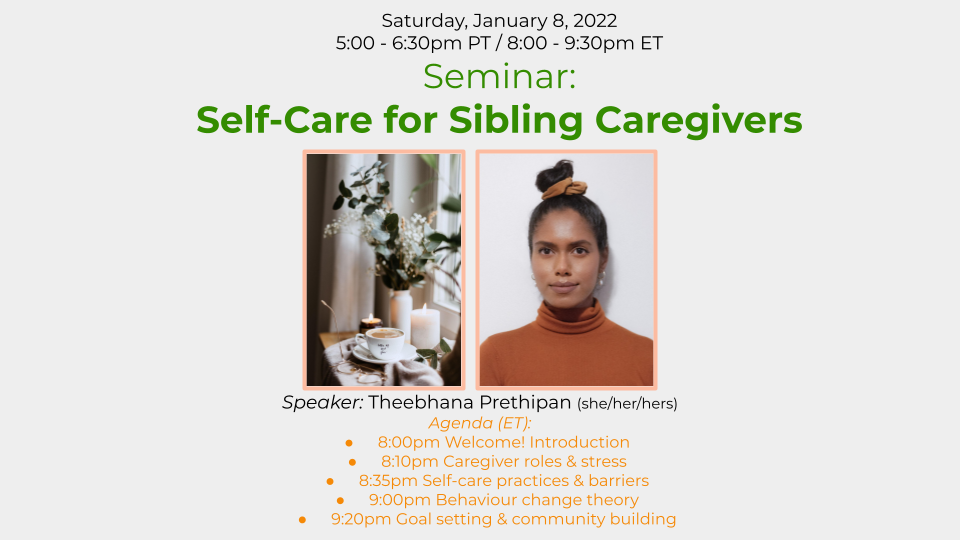 Saturday, January 8, 2022
5:00 - 6:30pm PT / 8:00 - 9:30pm ET
Seminar:
Self-Care for Sibling Caregivers
Speaker: Theebhana Prethipan (she/her/hers)
Agenda (ET):
● 8:00pm Welcome! Introduction
● 8:10pm Caregiver roles & stress
● 8:35pm Self-care practices & barriers
● 9:00pm Behaviour change theory
● 9:20pm Goal setting & community building